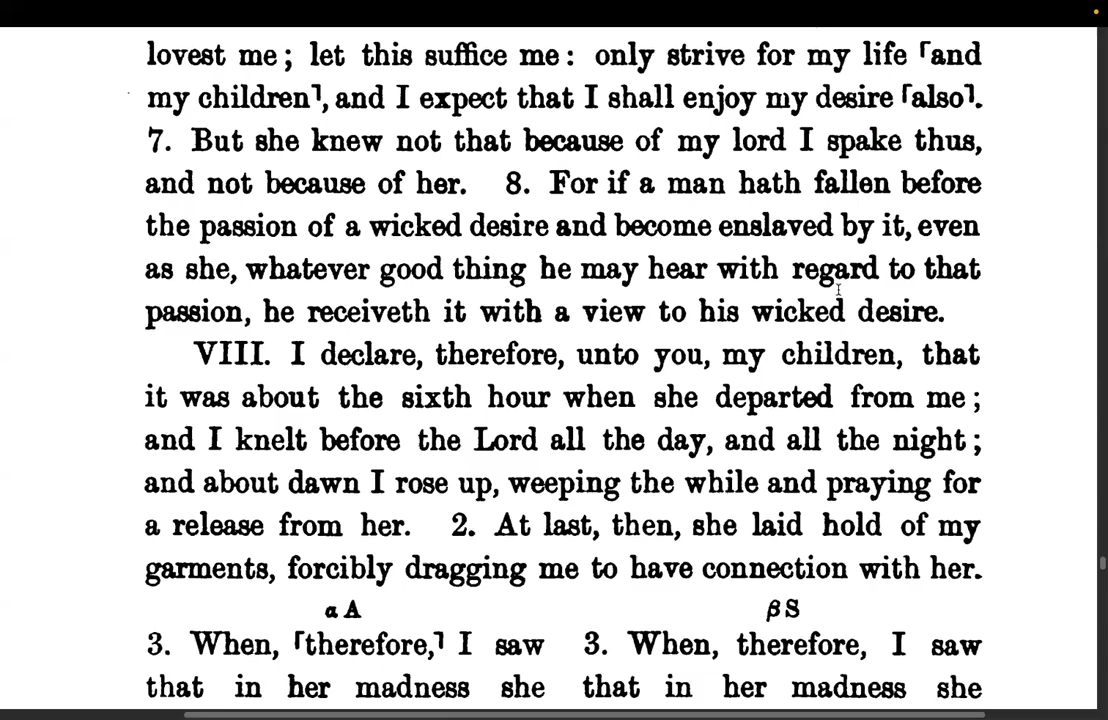 lovest me; let this suffice me: only strive for my life ⸢and
my children⸣, and I expect that I shall enjoy my desire ⸢also⸣.
7. But she knew not that because of my lord I spake thus,
and not because of her. 8. For if a man hath fallen before
the passion of a wicked desire and become enslaved by it, even
as she, whatever good thing he may hear with regard to that
passion, he receiveth it with a view to his wicked desire.
VIII. I declare, therefore, unto you, my children, that
it was about the sixth hour when she departed from me;
and I knelt before the Lord all the day, and all the night;
and about dawn I rose up, weeping the while and praying for
a release from her. 2. At last, then, she laid hold of my
garments, forcibly dragging me to have connection with her.
α A
3. When, ⸢therefore,⸣ I saw
that in her madness she
β S
3. When, therefore, I saw
that in her madness she